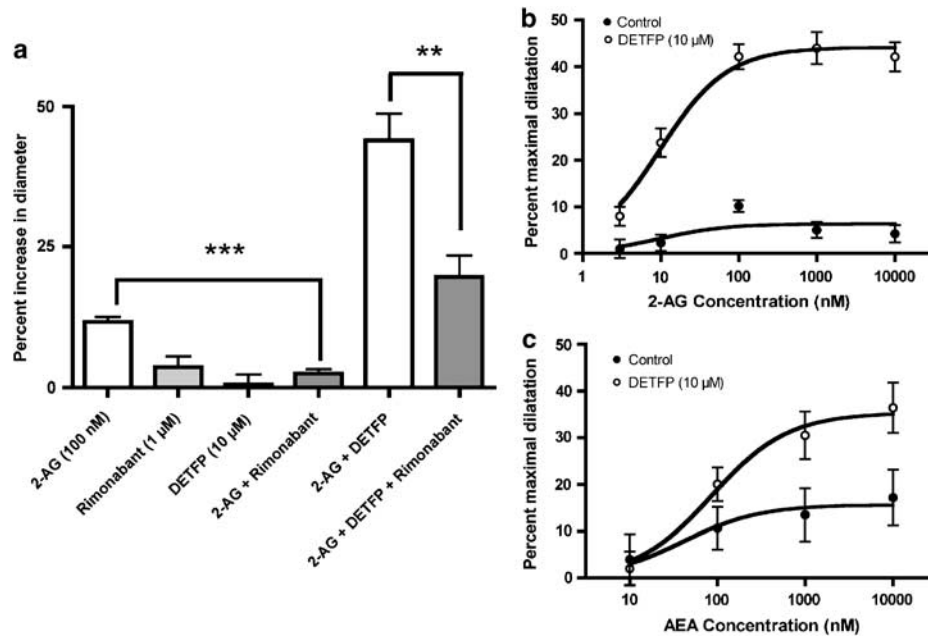 a
**
50
***
25
0
Percent increase in diameter
2-AG (100 nM)
Rimonabant (1 µM)
DETFP (10 µM)
2-AG + Rimonabant
2-AG + DETFP
2-AG + DETFP + Rimonabant
b
Control
DETFP (10 µM)
50
40
30
20
10
0
Percent maximal dilatation
1 10 100 1000 10000
2-AG Concentration (nM)
c
Control
DETFP (10 µM)
50
40
30
20
10
0
Percent maximal dilatation
10 100 1000 10000
AEA Concentration (nM)